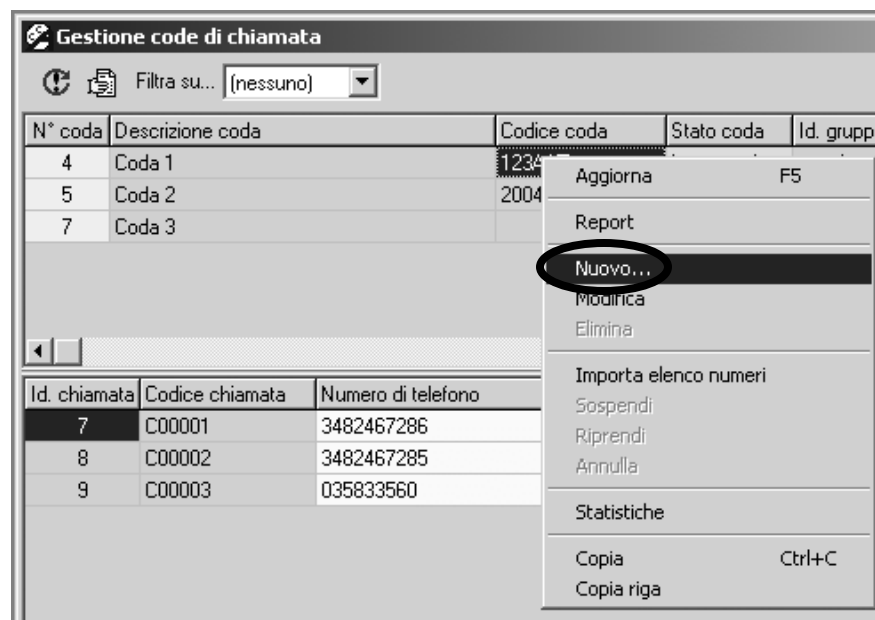 Gestione code di chiamata
Filtra su... (nessuno)
N° coda Descrizione coda Codice coda Stato coda Id. grupp
4 Coda 1
5 Coda 2 2004
7 Coda 3
Aggiorna F5
Report
Nuovo...
Modifica
Elimina
Importa elenco numeri
Sospendi
Riprendi
Annulla
Statistiche
Copia Ctrl+C
Copia riga
Id. chiamata Codice chiamata Numero di telefono
7 C00001 3482467286
8 C00002 3482467285
9 C00003 035833560